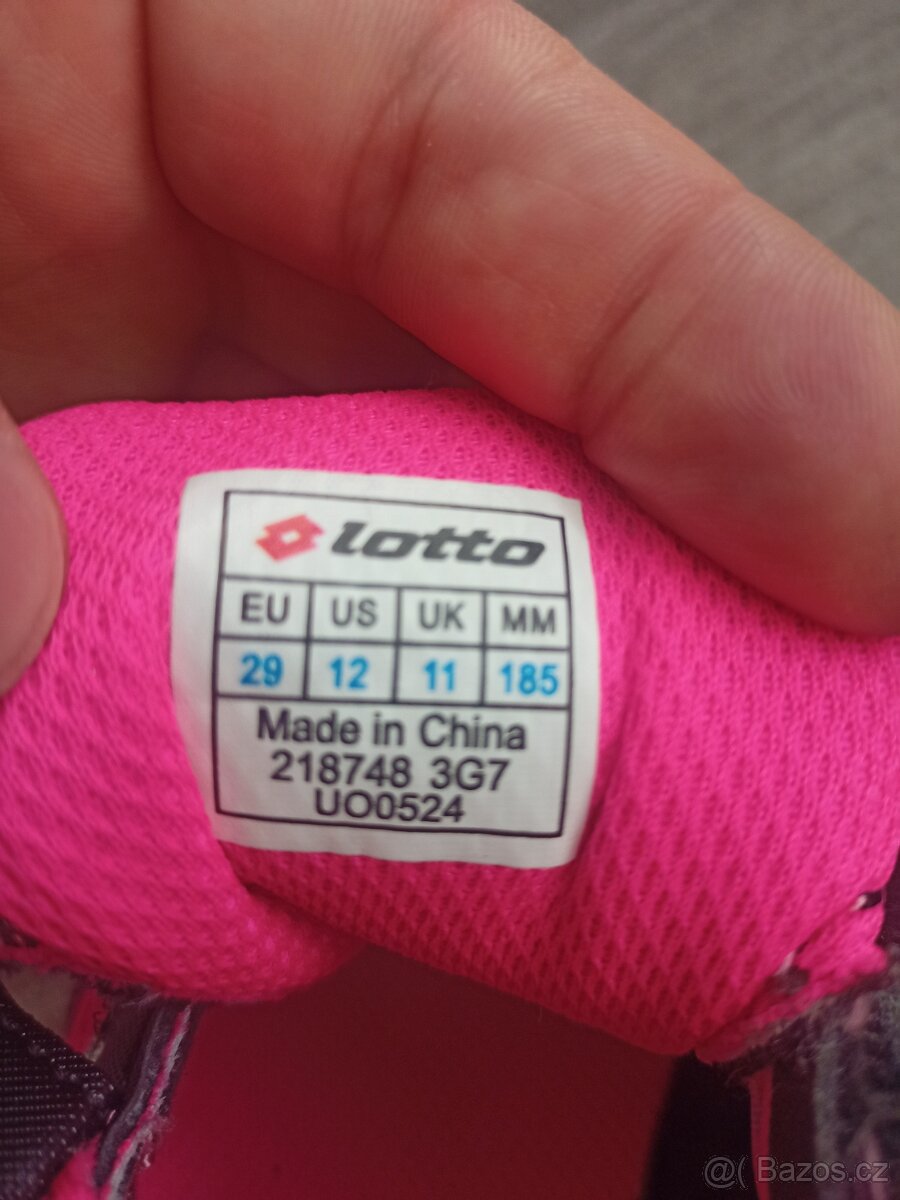 lotto
EU US UK MM
29 12 11 185
Made in China
218748 3G7
UO0524
@( Bazos.cz